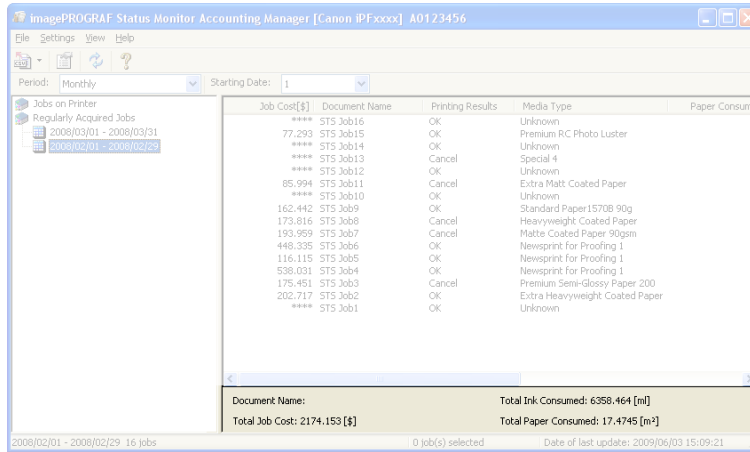 imagePROGRAF Status Monitor Accounting Manager [Canon iPFxxxx] A0123456
File Settings View Help
CSV
Period: Monthly Starting Date: 1
Jobs on Printer
Regularly Acquired Jobs
2008/03/01 - 2008/03/31
2008/02/01 - 2008/02/29
Job Cost[$] Document Name Printing Results Media Type Paper Consum
**** STS Job16 OK Unknown
77.293 STS Job15 OK Premium RC Photo Luster
**** STS Job14 OK Unknown
**** STS Job13 Cancel Special 4
**** STS Job12 OK Unknown
85.994 STS Job11 Cancel Extra Matt Coated Paper
**** STS Job10 OK Unknown
162.442 STS Job9 OK Standard Paper1570B 90g
173.816 STS Job8 Cancel Heavyweight Coated Paper
193.959 STS Job7 Cancel Matte Coated Paper 90gsm
448.335 STS Job6 OK Newsprint for Proofing 1
116.115 STS Job5 OK Newsprint for Proofing 1
538.031 STS Job4 OK Newsprint for Proofing 1
175.451 STS Job3 Cancel Premium Semi-Glossy Paper 200
202.717 STS Job2 OK Extra Heavyweight Coated Paper
**** STS Job1 OK Unknown
Document Name: Total Ink Consumed: 6358.464 [ml]
Total Job Cost: 2174.153 [$] Total Paper Consumed: 17.4745 [m²]
2008/02/01 - 2008/02/29 16 jobs 0 job(s) selected Date of last update: 2009/06/03 15:09:21